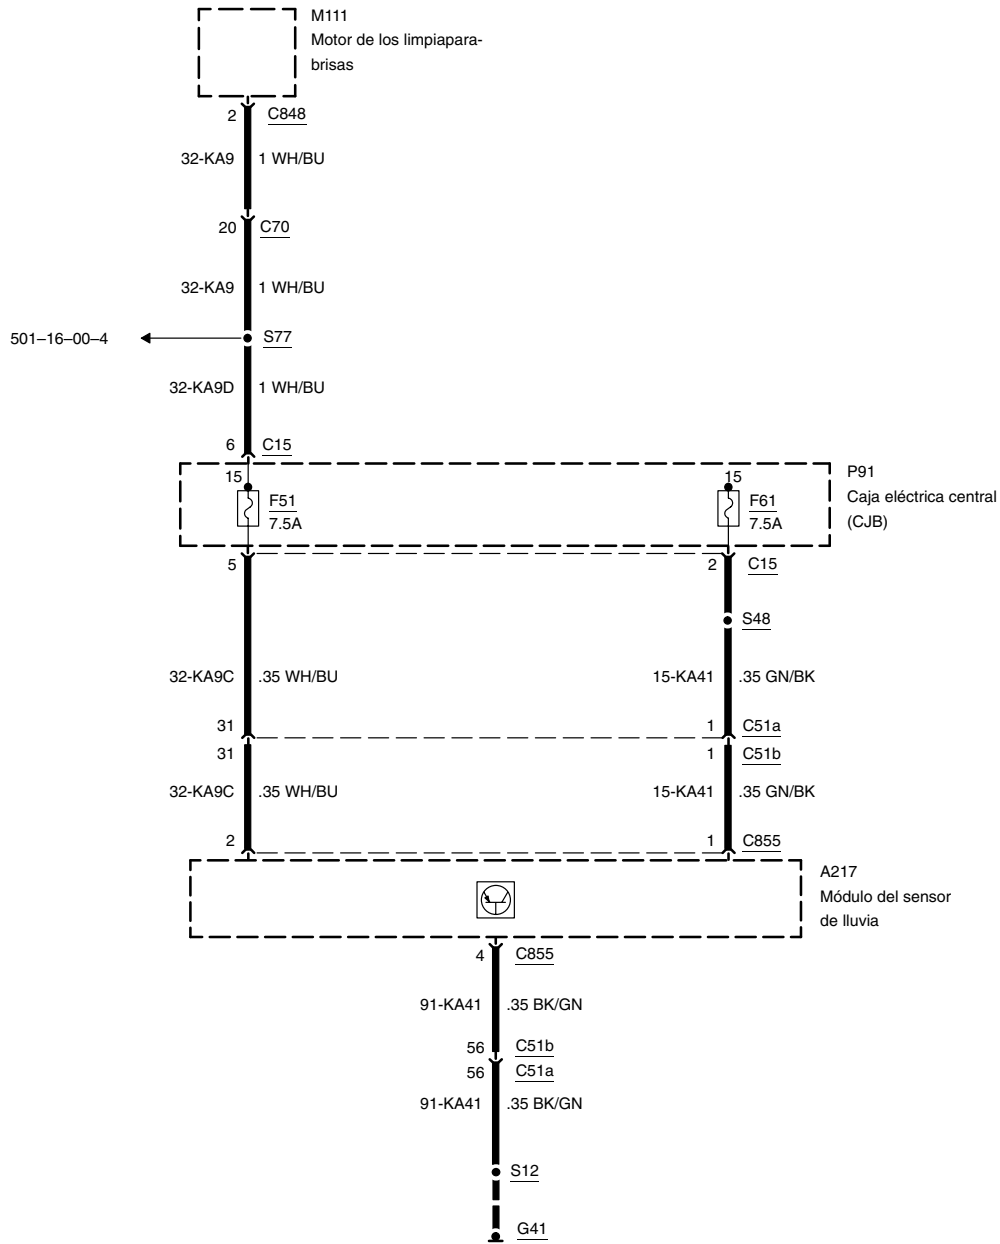 M111
Motor de los limpiapara-
brisas
2 C848
32-KA9 1 WH/BU
20 C70
32-KA9 1 WH/BU
501–16–00–4 S77
32-KA9D 1 WH/BU
6 C15
P91
Caja eléctrica central
(CJB)
15 15
F51 F61
7.5A 7.5A
5 2 C15
S48
32-KA9C .35 WH/BU 15-KA41 .35 GN/BK
31 1 C51a
31 1 C51b
32-KA9C .35 WH/BU 15-KA41 .35 GN/BK
2 1 C855
A217
Módulo del sensor
de lluvia
4 C855
91-KA41 .35 BK/GN
56 C51b
56 C51a
91-KA41 .35 BK/GN
S12
G41